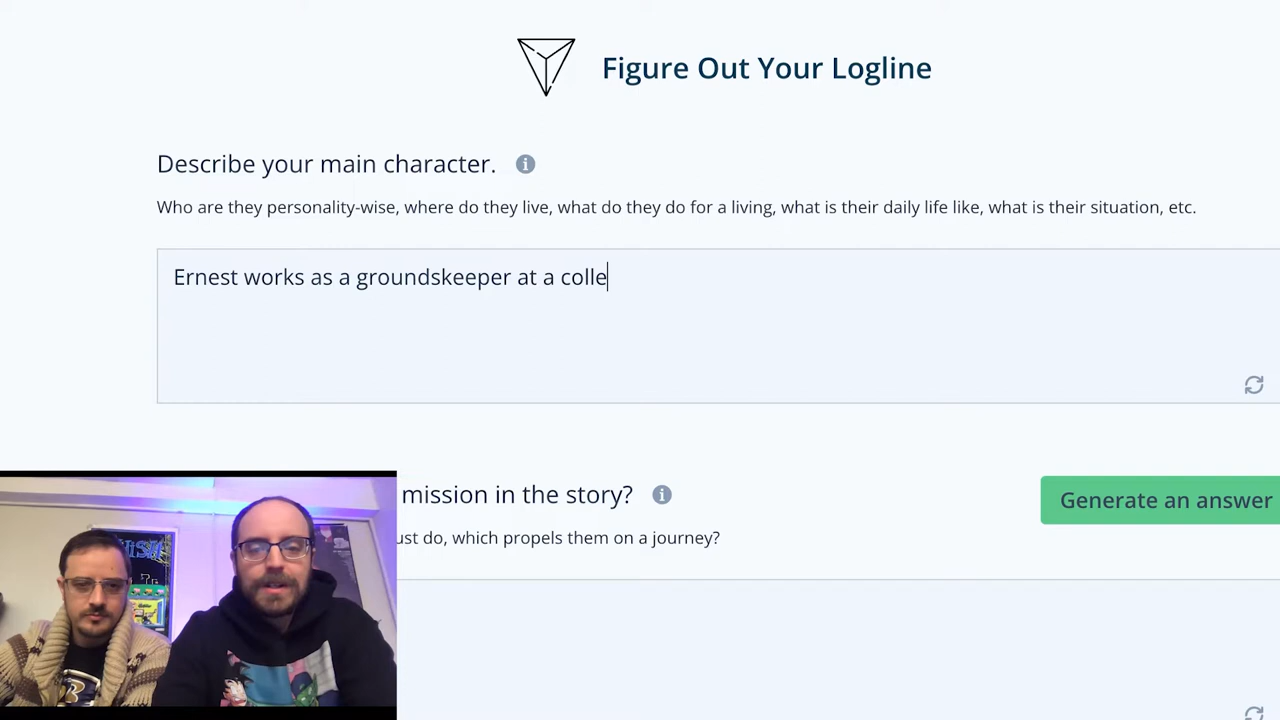 Figure Out Your Logline
Describe your main character.
Who are they personality-wise, where do they live, what do they do for a living, what is their daily life like, what is their situation, etc.
Ernest works as a groundskeeper at a colle
mission in the story?
Generate an answer
ust do, which propels them on a journey?